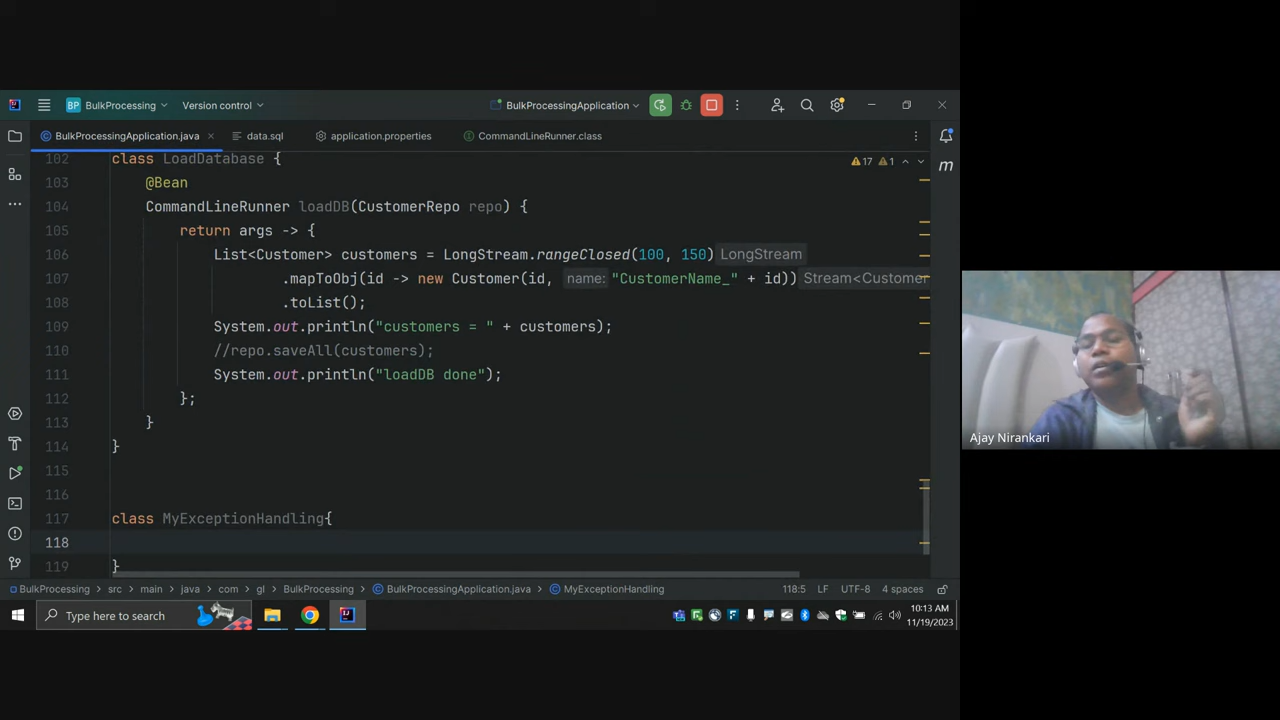 BP BulkProcessing Version control BulkProcessingApplication
BulkProcessingApplication.java data.sql application.properties CommandLineRunner.class
17 1
102 class LoadDatabase {
103 @Bean
104 CommandLineRunner loadDB(CustomerRepo repo) {
105 return args -> {
106 List<Customer> customers = LongStream.rangeClosed(100, 150) LongStream
107 .mapToObj(id -> new Customer(id, name: "CustomerName_" + id)) Stream<Customer
108 .toList();
109 System.out.println("customers = " + customers);
110 //repo.saveAll(customers);
111 System.out.println("loadDB done");
112 };
113 }
114 }
115
116
117 class MyExceptionHandling{
118
119 }
m
Ajay Nirankari
BulkProcessing > src > main > java > com > gl > BulkProcessing > BulkProcessingApplication.java > MyExceptionHandling 118:5 LF UTF-8 4 spaces
Type here to search
10:13 AM
11/19/2023